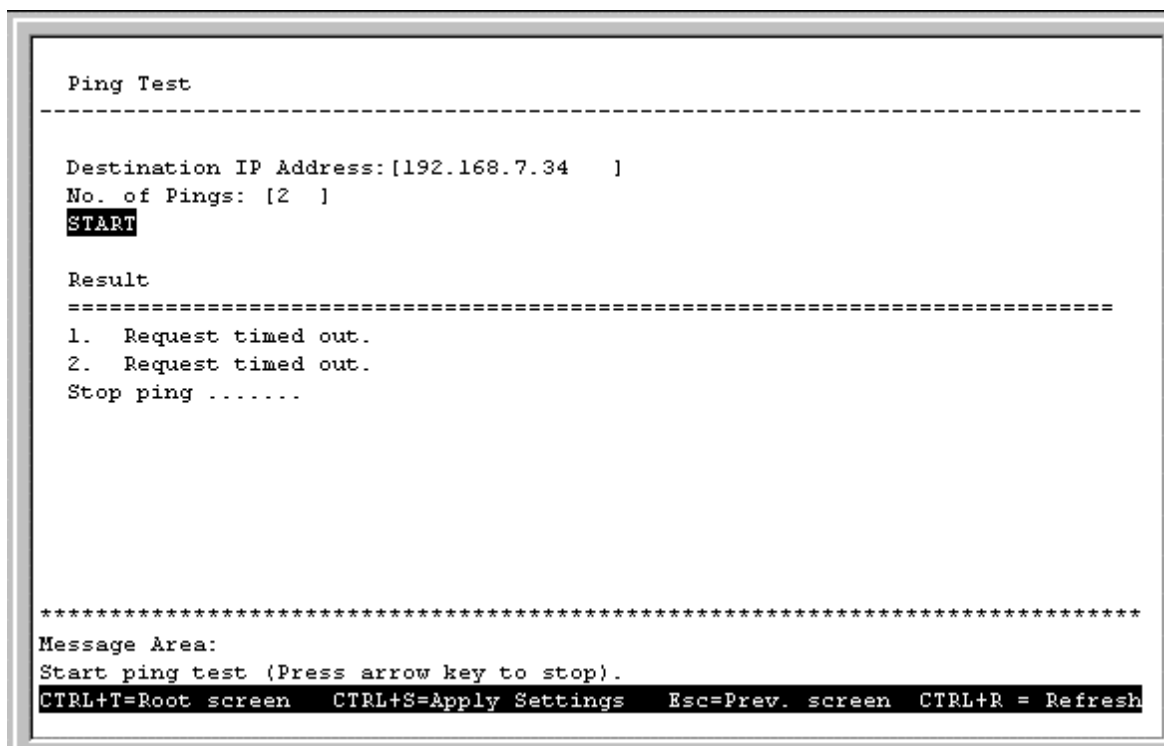 Ping Test
-------------------------------------------------------------------------------
Destination IP Address:[192.168.7.34   ]
No. of Pings: [2  ]
START
Result
===========================================================================
1.  Request timed out.
2.  Request timed out.
Stop ping .......
*******************************************************************************
Message Area:
Start ping test (Press arrow key to stop).
CTRL+T=Root screen   CTRL+S=Apply Settings   Esc=Prev. screen  CTRL+R = Refresh